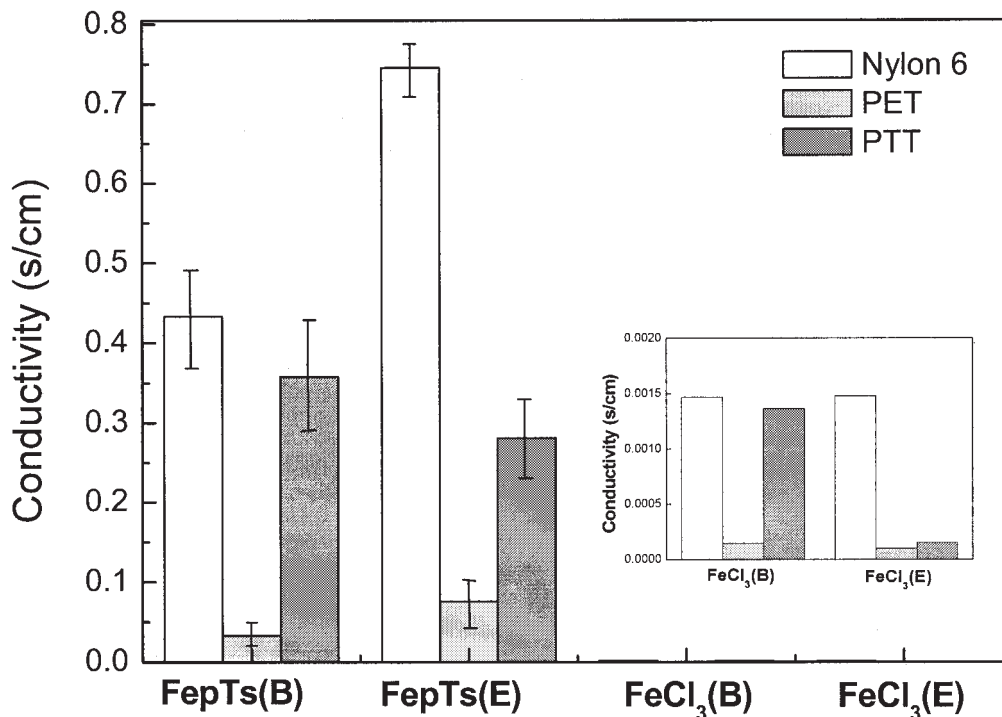 0.8
0.7
0.6
0.5
0.4
0.3
0.2
0.1
0.0
Conductivity (s/cm)
Nylon 6
PET
PTT
FepTs(B)
FepTs(E)
FeCl₃(B)
FeCl₃(E)
0.0020
0.0015
0.0010
0.0005
0.0000
Conductivity (s/cm)
FeCl₃(B)
FeCl₃(E)